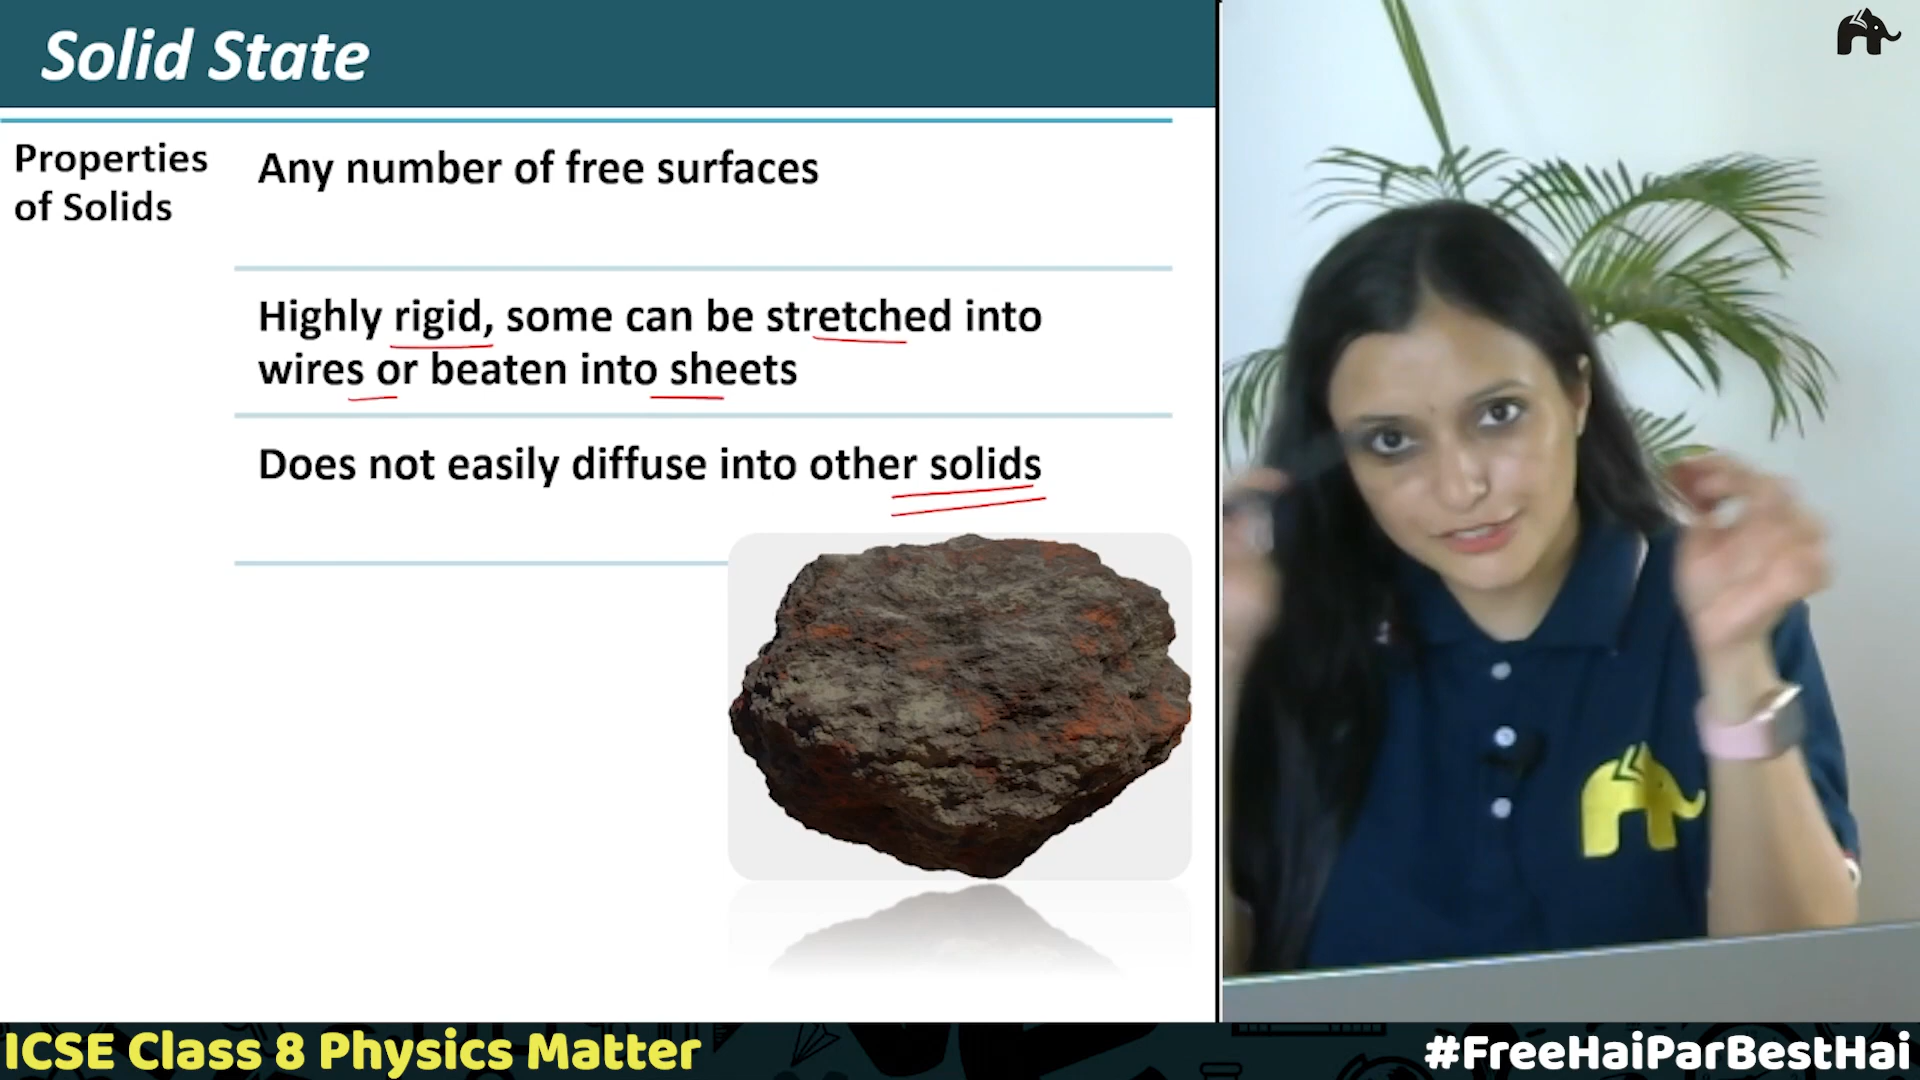 Solid State
Properties
of Solids
Any number of free surfaces
Highly rigid, some can be stretched into
wires or beaten into sheets
Does not easily diffuse into other solids
ICSE Class 8 Physics Matter
#FreeHaiParBestHai